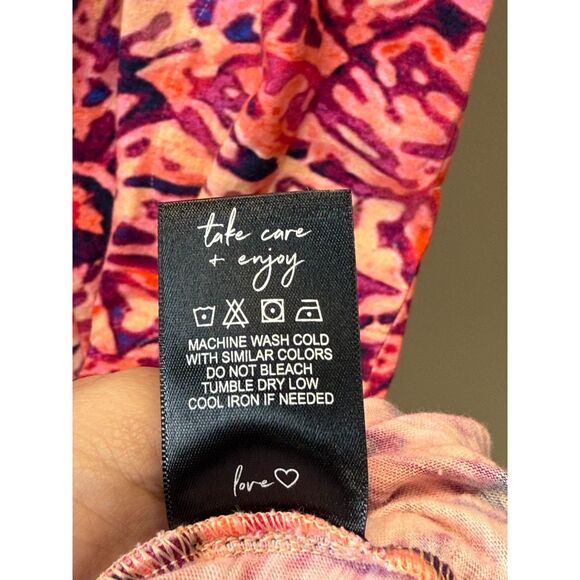 take care
+ enjoy
MACHINE WASH COLD
WITH SIMILAR COLORS
DO NOT BLEACH
TUMBLE DRY LOW
COOL IRON IF NEEDED
love♡